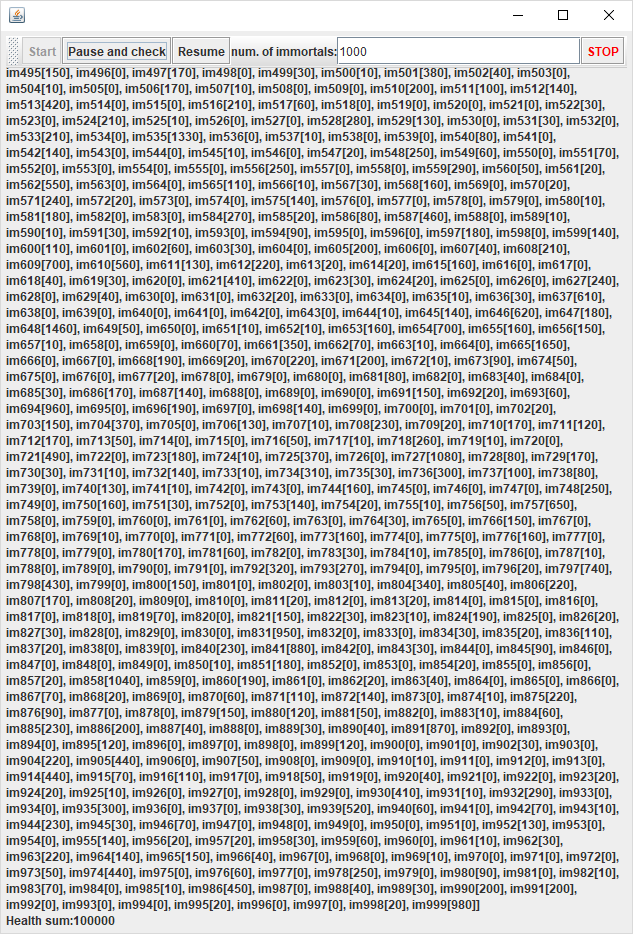 Start Pause and check Resume num. of immortals: 1000 STOP
im495[150], im496[0], im497[170], im498[0], im499[30], im500[10], im501[380], im502[40], im503[0],
im504[10], im505[0], im506[170], im507[10], im508[0], im509[0], im510[200], im511[100], im512[140],
im513[420], im514[0], im515[0], im516[210], im517[60], im518[0], im519[0], im520[0], im521[0], im522[30],
im523[0], im524[210], im525[10], im526[0], im527[0], im528[280], im529[130], im530[0], im531[30], im532[0],
im533[210], im534[0], im535[1330], im536[0], im537[10], im538[0], im539[0], im540[80], im541[0],
im542[140], im543[0], im544[0], im545[10], im546[0], im547[20], im548[250], im549[60], im550[0], im551[70],
im552[0], im553[0], im554[0], im555[0], im556[250], im557[0], im558[0], im559[290], im560[50], im561[20],
im562[550], im563[0], im564[0], im565[110], im566[10], im567[30], im568[160], im569[0], im570[20],
im571[240], im572[20], im573[0], im574[0], im575[140], im576[0], im577[0], im578[0], im579[0], im580[10],
im581[180], im582[0], im583[0], im584[270], im585[20], im586[80], im587[460], im588[0], im589[10],
im590[10], im591[30], im592[10], im593[0], im594[90], im595[0], im596[0], im597[180], im598[0], im599[140],
im600[110], im601[0], im602[60], im603[30], im604[0], im605[200], im606[0], im607[40], im608[210],
im609[700], im610[560], im611[130], im612[220], im613[20], im614[20], im615[160], im616[0], im617[0],
im618[40], im619[30], im620[0], im621[410], im622[0], im623[30], im624[20], im625[0], im626[0], im627[240],
im628[0], im629[40], im630[0], im631[0], im632[20], im633[0], im634[0], im635[10], im636[30], im637[610],
im638[0], im639[0], im640[0], im641[0], im642[0], im643[0], im644[10], im645[140], im646[620], im647[180],
im648[1460], im649[50], im650[0], im651[10], im652[10], im653[160], im654[700], im655[160], im656[150],
im657[10], im658[0], im659[0], im660[70], im661[350], im662[70], im663[10], im664[0], im665[1650],
im666[0], im667[0], im668[190], im669[20], im670[220], im671[200], im672[10], im673[90], im674[50],
im675[0], im676[0], im677[20], im678[0], im679[0], im680[0], im681[80], im682[0], im683[40], im684[0],
im685[30], im686[170], im687[140], im688[0], im689[0], im690[0], im691[150], im692[20], im693[60],
im694[960], im695[0], im696[190], im697[0], im698[140], im699[0], im700[0], im701[0], im702[20],
im703[150], im704[370], im705[0], im706[130], im707[10], im708[230], im709[20], im710[170], im711[120],
im712[170], im713[50], im714[0], im715[0], im716[50], im717[10], im718[260], im719[10], im720[0],
im721[490], im722[0], im723[180], im724[10], im725[370], im726[0], im727[1080], im728[80], im729[170],
im730[30], im731[10], im732[140], im733[10], im734[310], im735[30], im736[300], im737[100], im738[80],
im739[0], im740[130], im741[10], im742[0], im743[0], im744[160], im745[0], im746[0], im747[0], im748[250],
im749[0], im750[160], im751[30], im752[0], im753[140], im754[20], im755[10], im756[50], im757[650],
im758[0], im759[0], im760[0], im761[0], im762[60], im763[0], im764[30], im765[0], im766[150], im767[0],
im768[0], im769[10], im770[0], im771[0], im772[60], im773[160], im774[0], im775[0], im776[160], im777[0],
im778[0], im779[0], im780[170], im781[60], im782[0], im783[30], im784[10], im785[0], im786[0], im787[10],
im788[0], im789[0], im790[0], im791[0], im792[320], im793[270], im794[0], im795[0], im796[20], im797[740],
im798[430], im799[0], im800[150], im801[0], im802[0], im803[10], im804[340], im805[40], im806[220],
im807[170], im808[20], im809[0], im810[0], im811[20], im812[0], im813[20], im814[0], im815[0], im816[0],
im817[0], im818[0], im819[70], im820[0], im821[150], im822[30], im823[10], im824[190], im825[0], im826[20],
im827[30], im828[0], im829[0], im830[0], im831[950], im832[0], im833[0], im834[30], im835[20], im836[110],
im837[20], im838[0], im839[0], im840[230], im841[880], im842[0], im843[30], im844[0], im845[90], im846[0],
im847[0], im848[0], im849[0], im850[10], im851[180], im852[0], im853[0], im854[20], im855[0], im856[0],
im857[20], im858[1040], im859[0], im860[190], im861[0], im862[20], im863[40], im864[0], im865[0], im866[0],
im867[70], im868[20], im869[0], im870[60], im871[110], im872[140], im873[0], im874[10], im875[220],
im876[90], im877[0], im878[0], im879[150], im880[120], im881[50], im882[0], im883[10], im884[60],
im885[230], im886[200], im887[40], im888[0], im889[30], im890[40], im891[870], im892[0], im893[0],
im894[0], im895[120], im896[0], im897[0], im898[0], im899[120], im900[0], im901[0], im902[30], im903[0],
im904[220], im905[440], im906[0], im907[50], im908[0], im909[0], im910[10], im911[0], im912[0], im913[0],
im914[440], im915[70], im916[110], im917[0], im918[50], im919[0], im920[40], im921[0], im922[0], im923[20],
im924[20], im925[10], im926[0], im927[0], im928[0], im929[0], im930[410], im931[10], im932[290], im933[0],
im934[0], im935[300], im936[0], im937[0], im938[30], im939[520], im940[60], im941[0], im942[70], im943[10],
im944[230], im945[30], im946[70], im947[0], im948[0], im949[0], im950[0], im951[0], im952[130], im953[0],
im954[0], im955[140], im956[20], im957[20], im958[30], im959[60], im960[0], im961[10], im962[30],
im963[220], im964[140], im965[150], im966[40], im967[0], im968[0], im969[10], im970[0], im971[0], im972[0],
im973[50], im974[440], im975[0], im976[60], im977[0], im978[250], im979[0], im980[90], im981[0], im982[10],
im983[70], im984[0], im985[10], im986[450], im987[0], im988[40], im989[30], im990[200], im991[200],
im992[0], im993[0], im994[0], im995[20], im996[0], im997[0], im998[20], im999[980]]
Health sum:100000